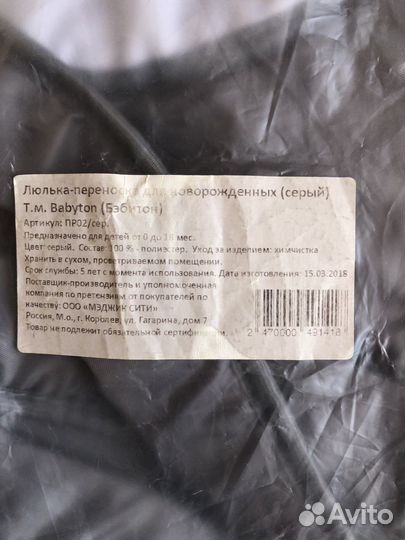 Люлька-переноска для новорожденных (серый)
Т.м. Babyton (Бэбитон)
Артикул: ПР02/сер.
Предназначено для детей от 0 до 18 мес.
Цвет: серый. Состав: 100 % - полиэстер. Уход за изделием: химчистка
Хранить в сухом, проветриваемом помещении.
Срок службы: 5 лет с момента использования. Дата изготовления: 15.03.2018
Поставщик-производитель и уполномоченная
компания по претензиям от покупателей по
качеству: ООО «МЭДЖИК СИТИ»
Россия, М.о., г. Королев, ул. Гагарина, дом 7
Товар не подлежит обязательной сертификации.
2 470000 491418
Avito